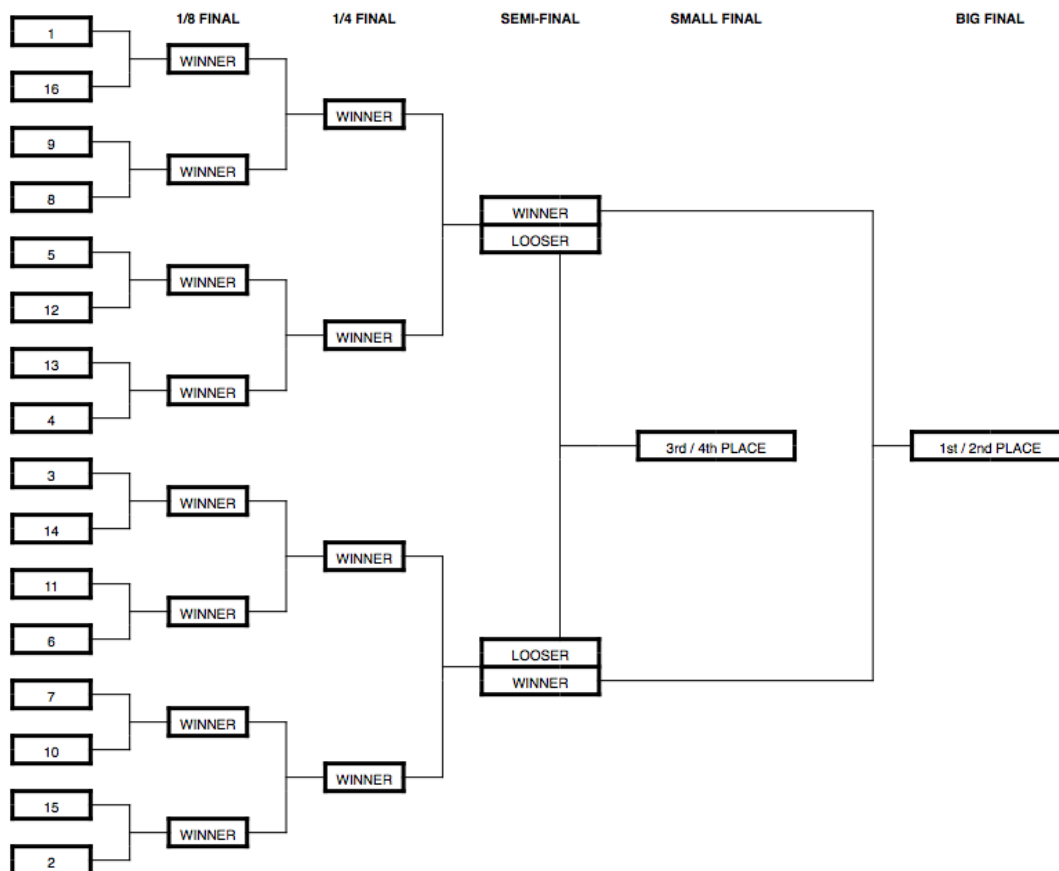 1/8 FINAL 1/4 FINAL SEMI-FINAL SMALL FINAL BIG FINAL
1
WINNER
16
WINNER
9
WINNER
8
WINNER
LOOSER
5
WINNER
12
WINNER
13
WINNER
4
3rd / 4th PLACE 1st / 2nd PLACE
3
WINNER
14
WINNER
11
WINNER
6
LOOSER
WINNER
7
WINNER
10
WINNER
15
WINNER
2